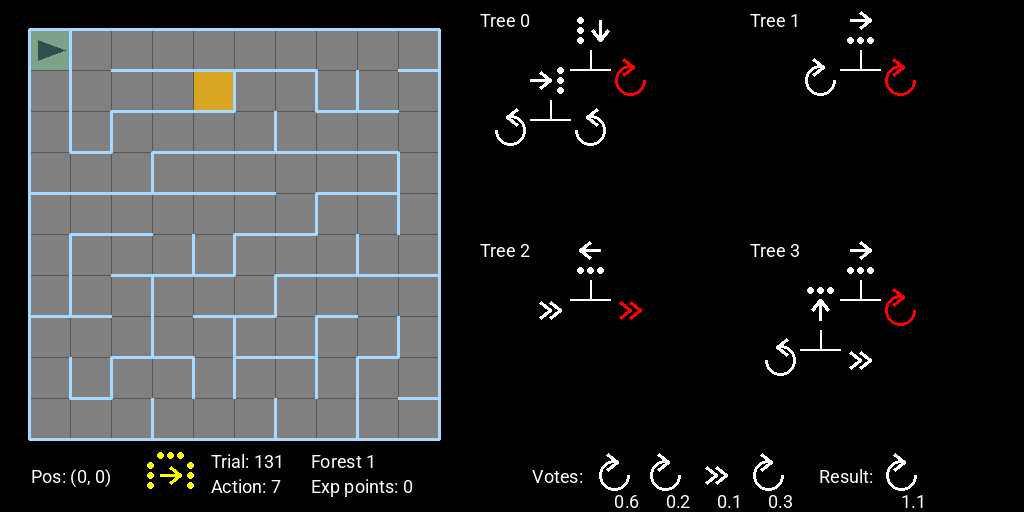 Tree 0
Tree 1
Tree 2
Tree 3
Pos: (0, 0)
Trial: 131
Forest 1
Action: 7
Exp points: 0
Votes:
0.6
0.2
0.1
0.3
Result:
1.1